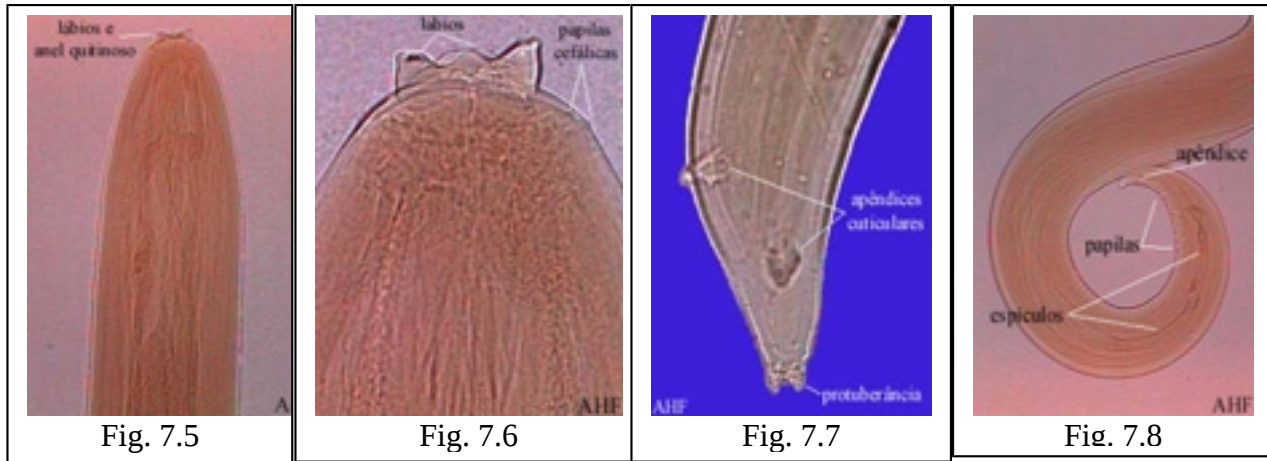 lábios e
anel quitinoso
A
Fig. 7.5
lábios
papilas
cefálicas
AHF
Fig. 7.6
apêndices
cuticulares
protuberância
AHF
Fig. 7.7
apêndice
papilas
espículos
AHF
Fig. 7.8